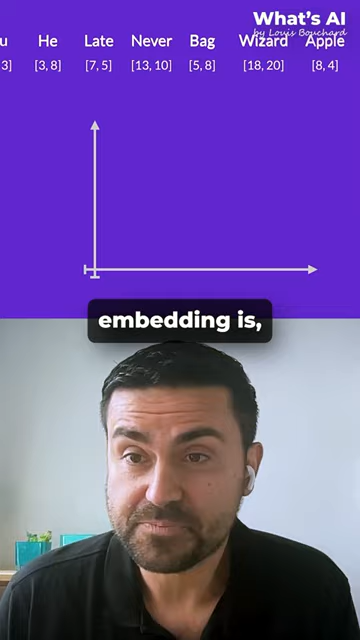 What's AI
by Louis Bouchard
u He Late Never Bag Wizard Apple
3] [3, 8] [7, 5] [13, 10] [5, 8] [18, 20] [8, 4]
embedding is,